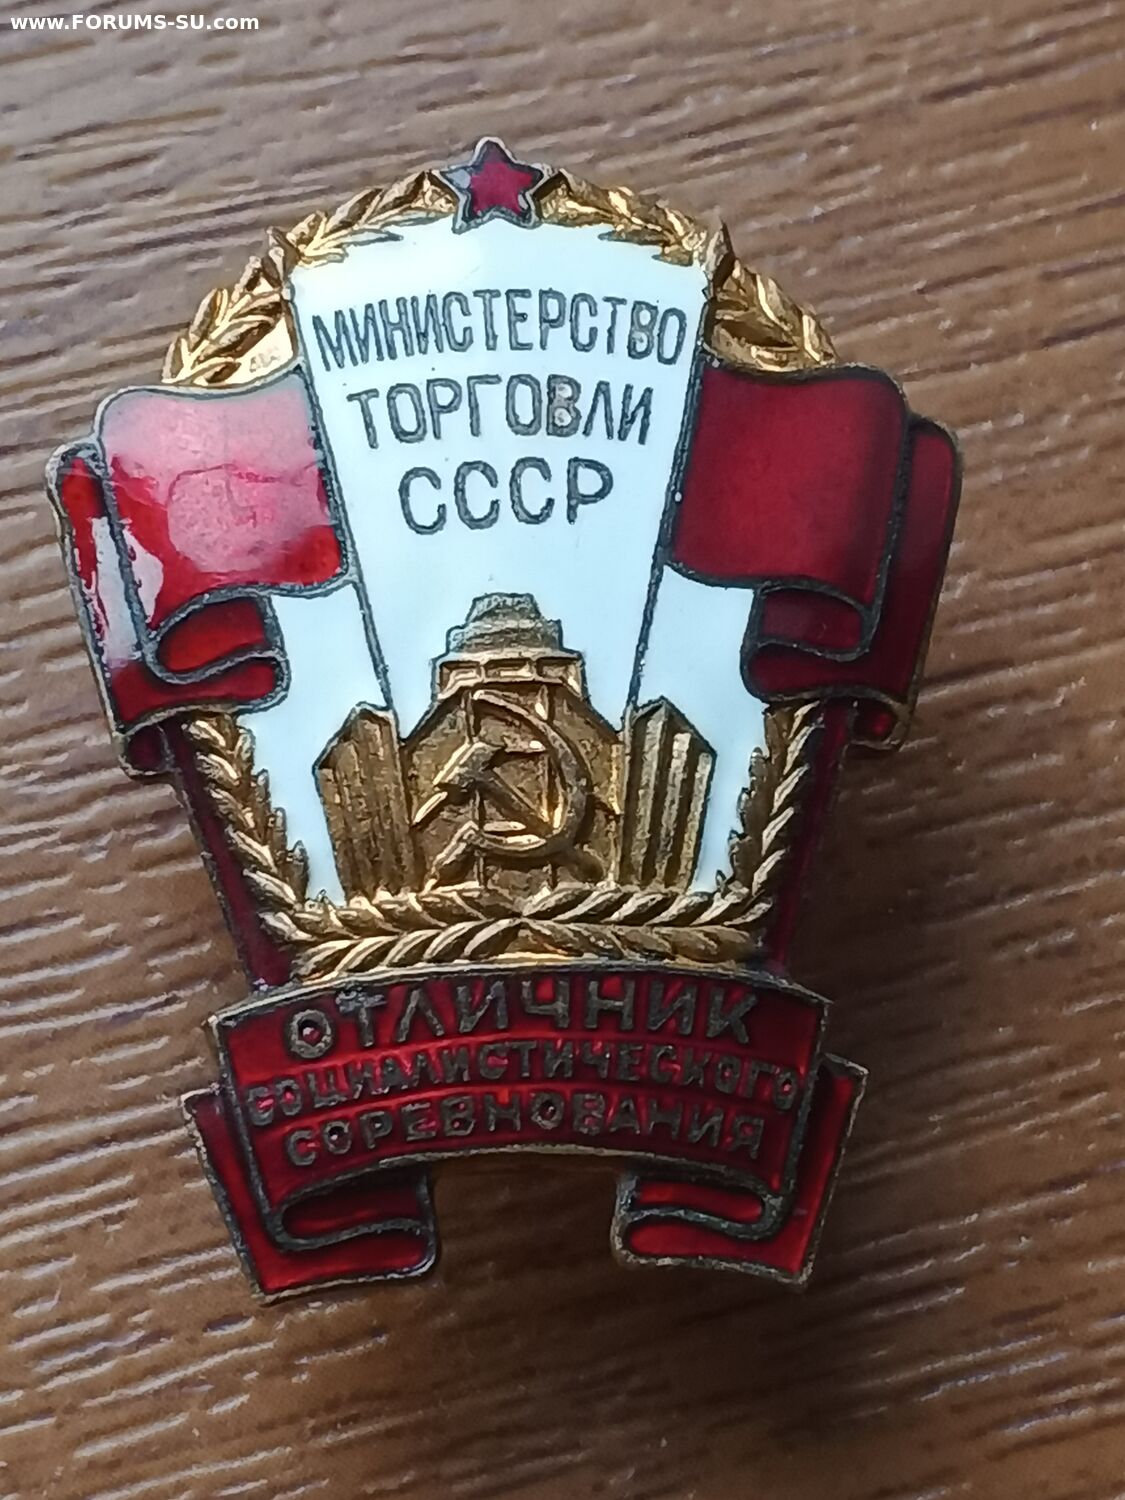 www.FORUMS-SU.com
МИНИСТЕРСТВО
ТОРГОВЛИ
СССР
ОТЛИЧНИК
СОЦИАЛИСТИЧЕСКОГО
СОРЕВНОВАНИЯ